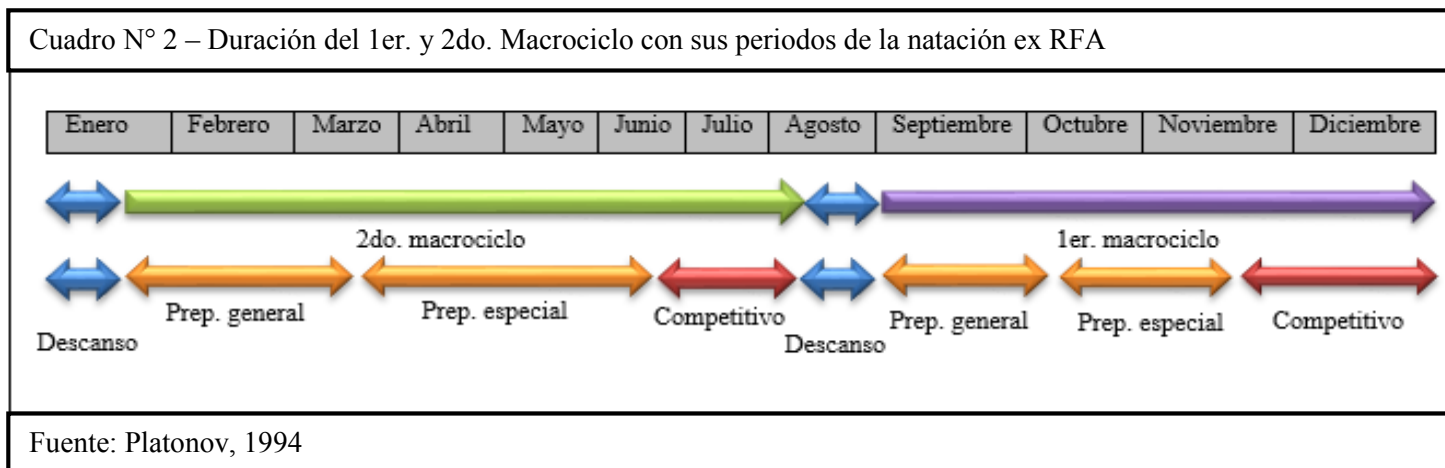 Cuadro N° 2 – Duración del 1er. y 2do. Macrociclo con sus periodos de la natación ex RFA
Enero Febrero Marzo Abril Mayo Junio Julio Agosto Septiembre Octubre Noviembre Diciembre
2do. macrociclo 1er. macrociclo
Descanso Prep. general Prep. especial Competitivo Descanso Prep. general Prep. especial Competitivo
Fuente: Platonov, 1994